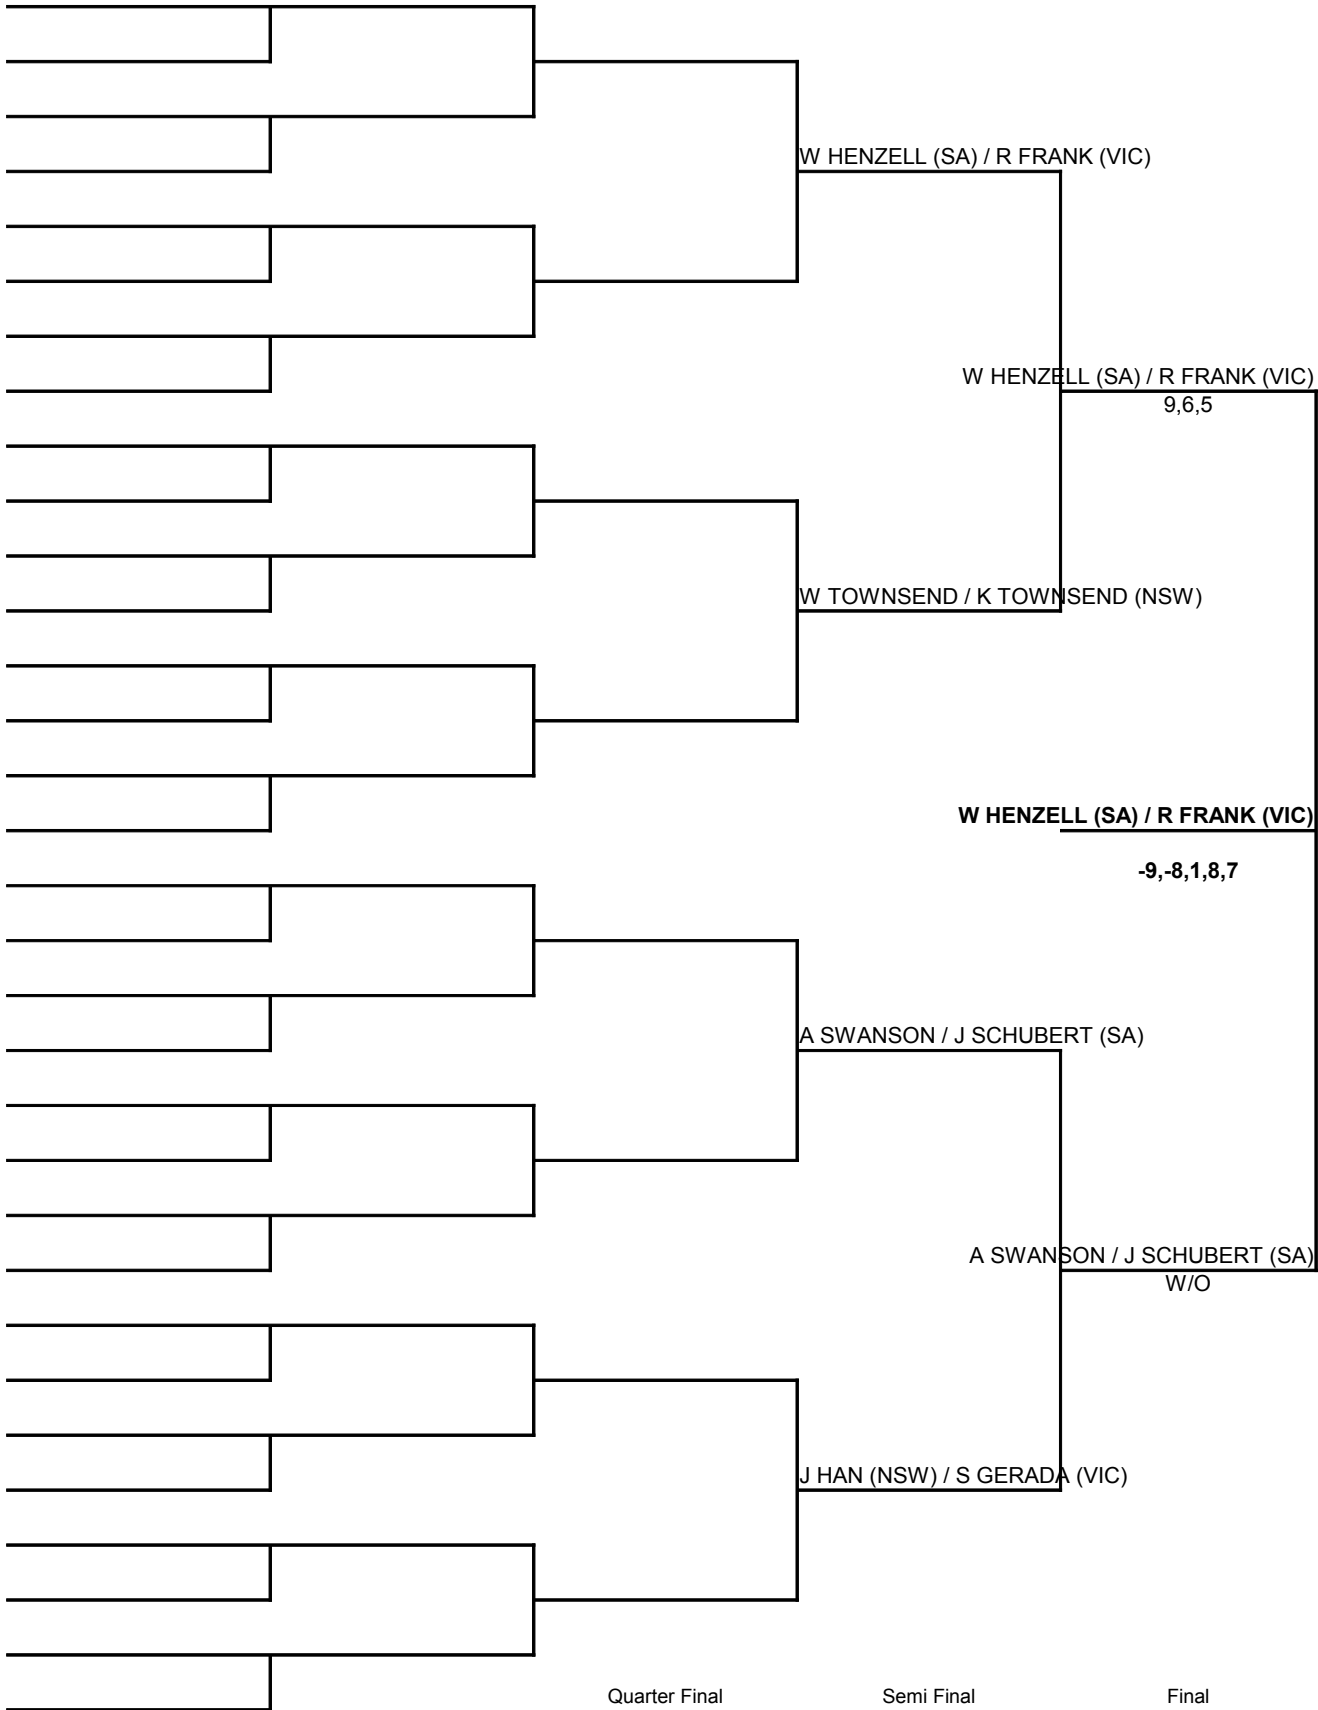 W HENZELL (SA) / R FRANK (VIC)
W HENZELL (SA) / R FRANK (VIC)
9,6,5
W TOWNSEND / K TOWNSEND (NSW)
W HENZELL (SA) / R FRANK (VIC)
-9,-8,1,8,7
A SWANSON / J SCHUBERT (SA)
A SWANSON / J SCHUBERT (SA)
W/O
J HAN (NSW) / S GERADA (VIC)
Quarter Final Semi Final Final